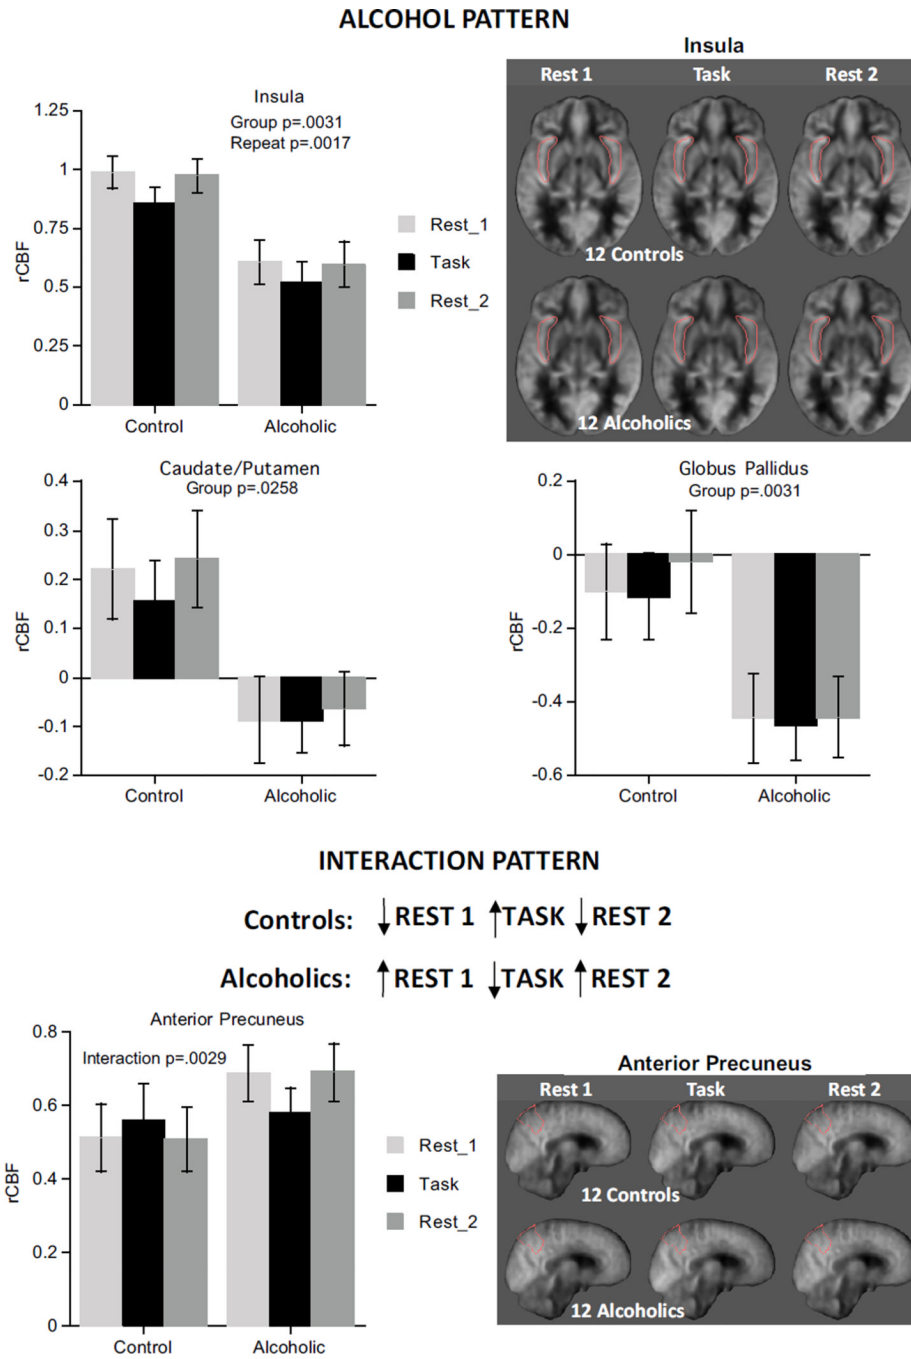 ALCOHOL PATTERN
Insula
Group p=.0031
Repeat p=.0017
1.25
1
0.75
0.5
0.25
0
rCBF
Control
Alcoholic
Rest_1
Task
Rest_2
Insula
Rest 1
Task
Rest 2
12 Controls
12 Alcoholics
Caudate/Putamen
Group p=.0258
0.4
0.3
0.2
0.1
0
-0.1
-0.2
rCBF
Control
Alcoholic
Globus Pallidus
Group p=.0031
0.2
0
-0.2
-0.4
-0.6
rCBF
Control
Alcoholic
INTERACTION PATTERN
Controls: ↓REST 1 ↑TASK ↓REST 2
Alcoholics: ↑REST 1 ↓TASK ↑REST 2
Anterior Precuneus
Interaction p=.0029
0.8
0.6
0.4
0.2
0
rCBF
Control
Alcoholic
Rest_1
Task
Rest_2
Anterior Precuneus
Rest 1
Task
Rest 2
12 Controls
12 Alcoholics